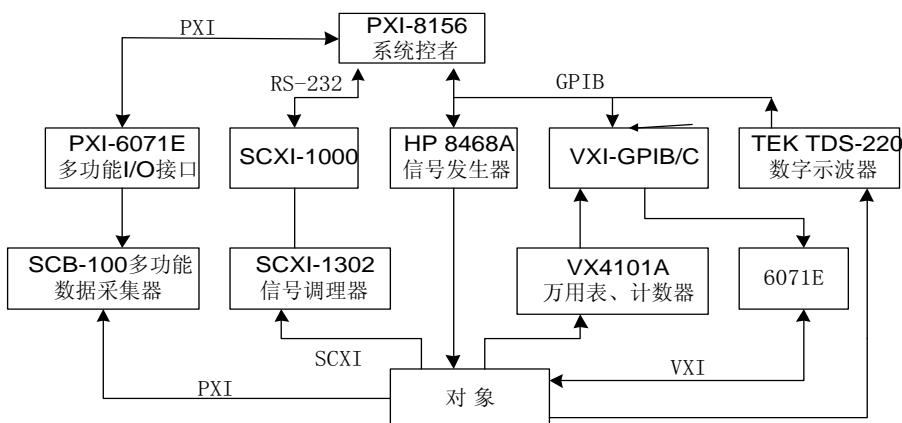 PXI
PXI-8156
系统控者
RS-232
GPIB
PXI-6071E
多功能I/O接口
SCXI-1000
HP 8468A
信号发生器
VXI-GPIB/C
TEK TDS-220
数字示波器
SCB-100多功能
数据采集器
SCXI-1302
信号调理器
VX4101A
万用表、计数器
6071E
SCXI
VXI
PXI
对象